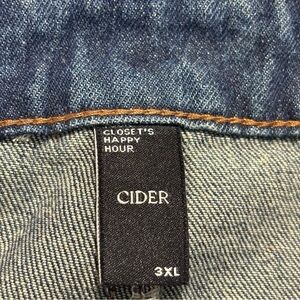 CLOSET'S
HAPPY
HOUR
CIDER
3XL